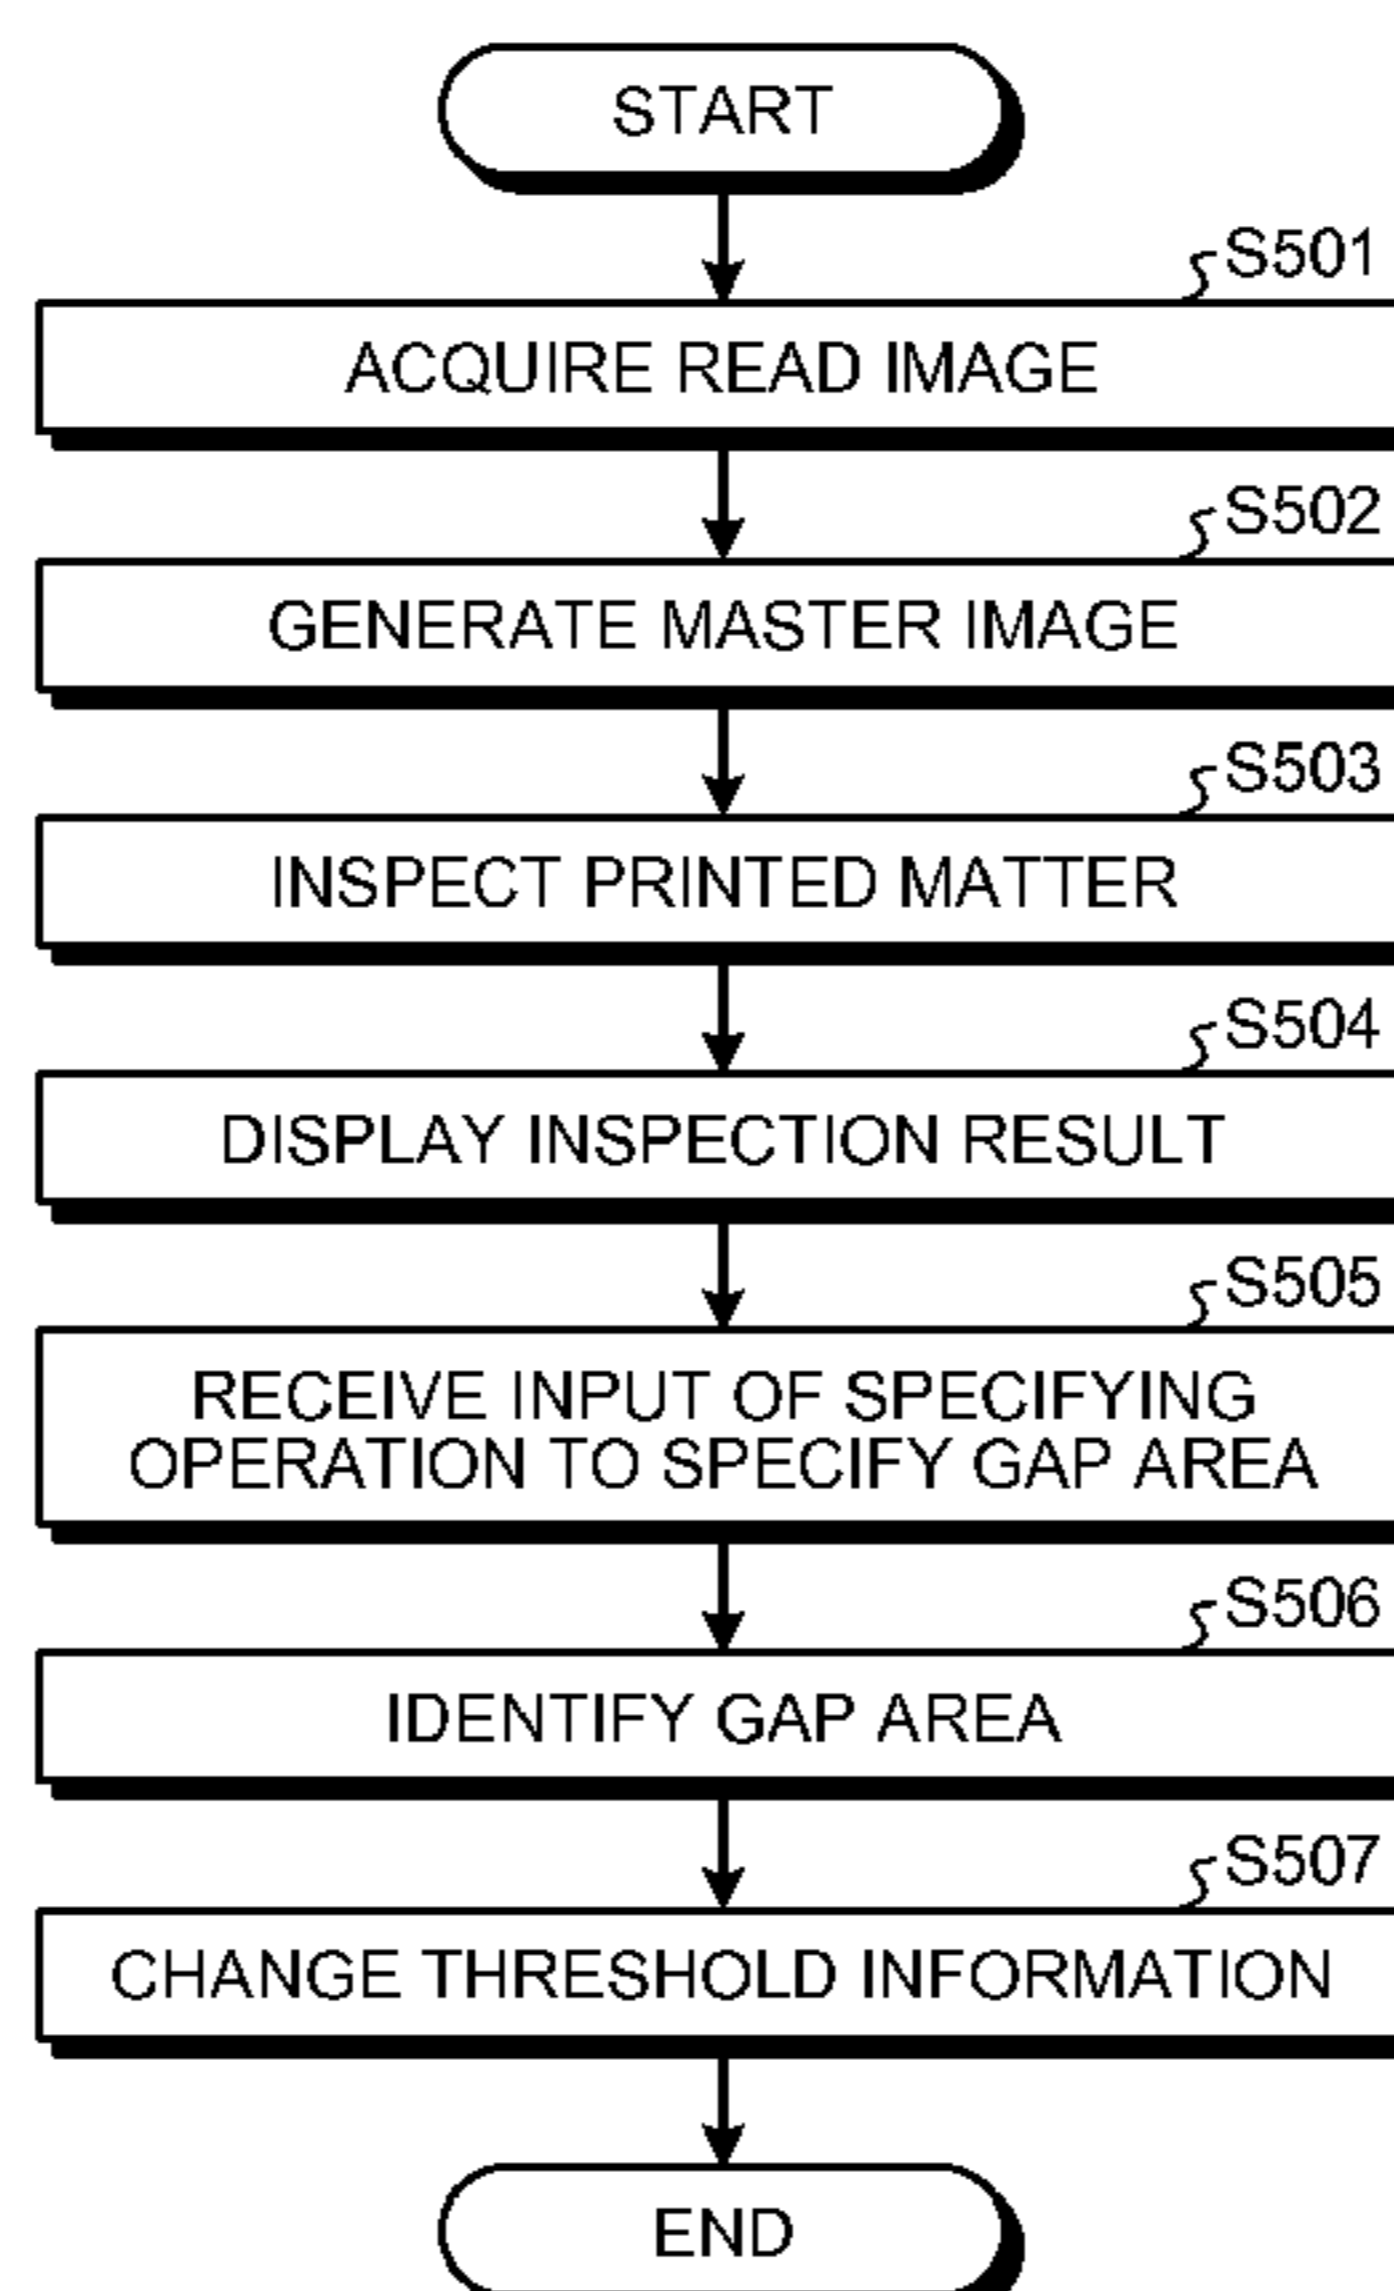 START
S501
ACQUIRE READ IMAGE
S502
GENERATE MASTER IMAGE
S503
INSPECT PRINTED MATTER
S504
DISPLAY INSPECTION RESULT
S505
RECEIVE INPUT OF SPECIFYING
OPERATION TO SPECIFY GAP AREA
S506
IDENTIFY GAP AREA
S507
CHANGE THRESHOLD INFORMATION
END